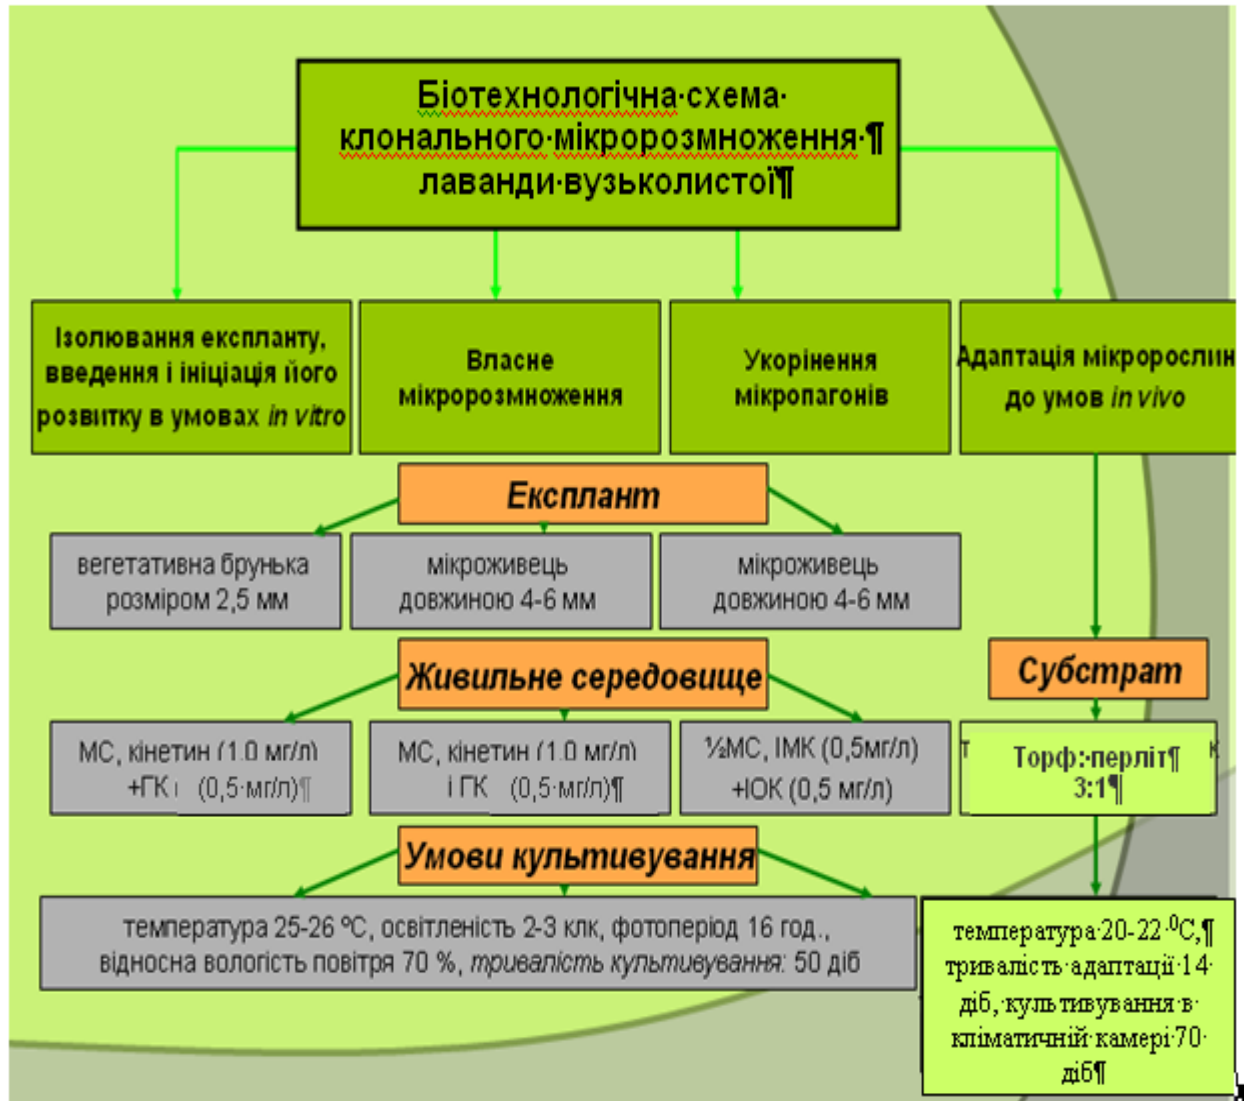 Біотехнологічна·схема·
клонального·мікророзмноження·¶
лаванди·вузьколистої¶
Ізолювання експланту,
введення і ініціація його
розвитку в умовах in vitro
Власне
мікророзмноження
Укорінення
мікропагонів
Адаптація мікророслин
до умов in vivo
Експлант
вегетативна брунька
розміром 2,5 мм
мікроживець
довжиною 4-6 мм
мікроживець
довжиною 4-6 мм
Живильне середовище
Субстрат
МС, кінетин (1,0 мг/л)
+ГК (0,5·мг/л)¶
МС, кінетин (1,0 мг/л)
і ГК (0,5·мг/л)¶
½МС, ІМК (0,5мг/л)
+ІОК (0,5 мг/л)
Торф:·перліт¶
3:1¶
Умови культивування
температура 25-26 ºС, освітленість 2-3 клк, фотоперіод 16 год.,
відносна вологість повітря 70 %, тривалість культивування: 50 діб
температура·20-22·⁰С,¶
тривалість·адаптації·14·
діб,·культивування·в·
кліматичній·камері·70·
діб¶